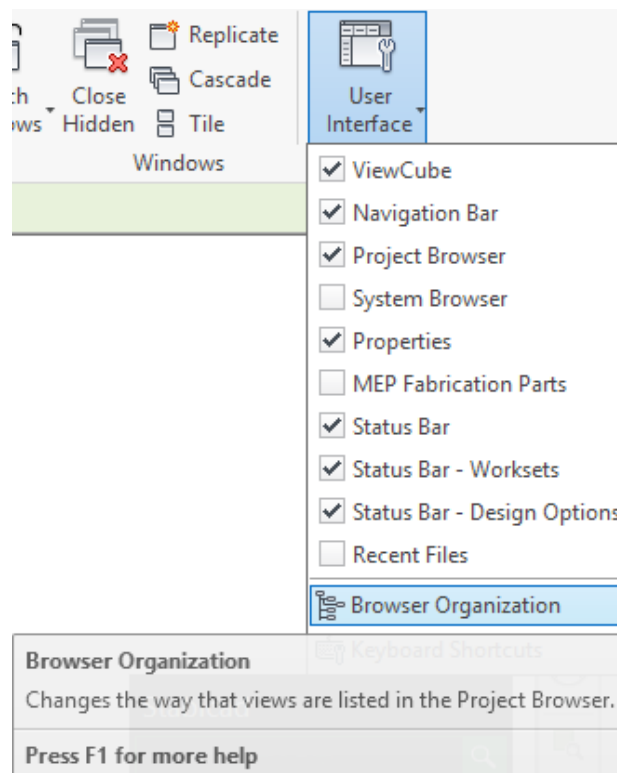 Replicate
Cascade
Close
Hidden
Tile
Windows
User
Interface
ViewCube
Navigation Bar
Project Browser
System Browser
Properties
MEP Fabrication Parts
Status Bar
Status Bar - Worksets
Status Bar - Design Options
Recent Files
Browser Organization
Keyboard Shortcuts
Browser Organization
Changes the way that views are listed in the Project Browser.
Press F1 for more help